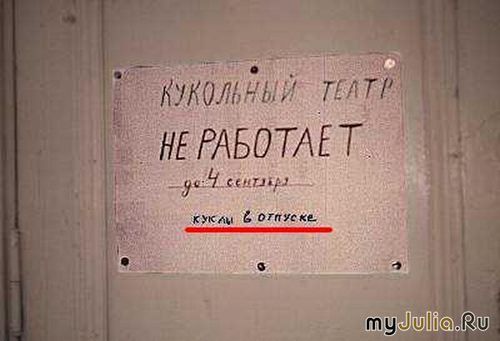 КУКОЛЬНЫЙ ТЕАТР
НЕ РАБОТАЕТ
до 4 сентября
куклы в отпуске
myJulia.Ru